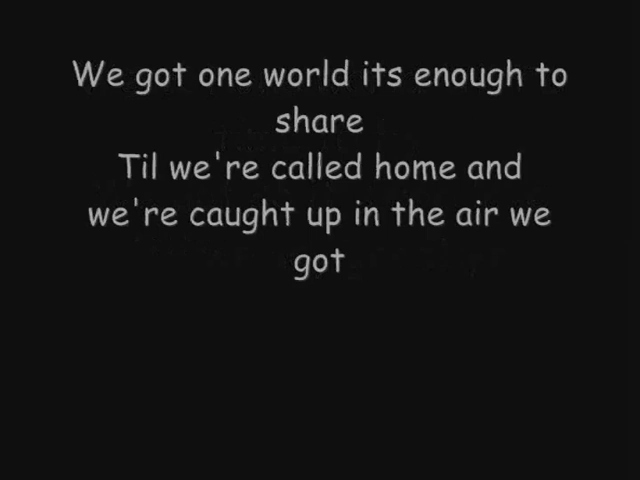 We got one world its enough to
share
Til we're called home and
we're caught up in the air we
got